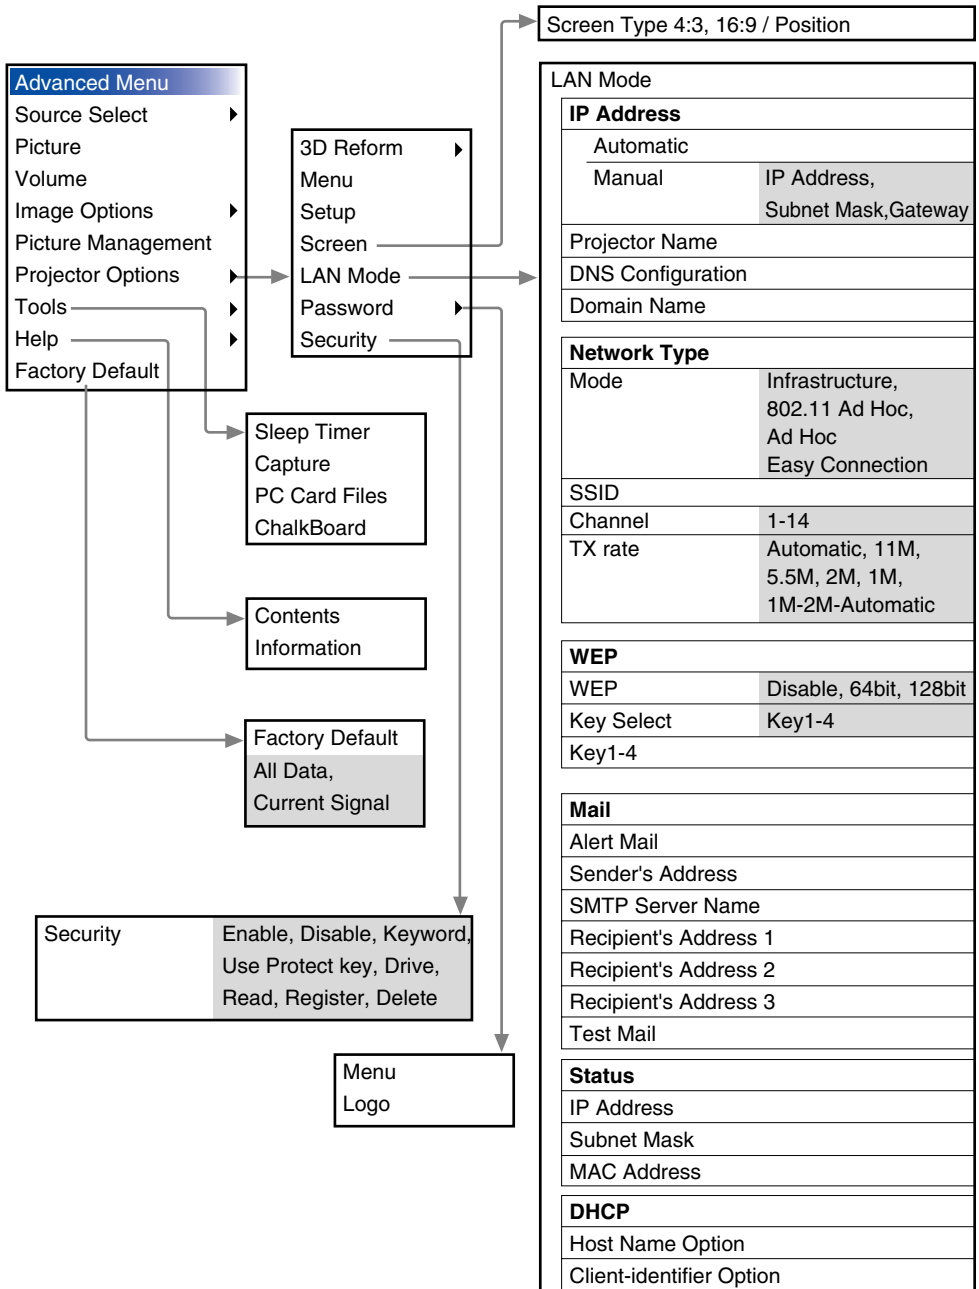 Screen Type 4:3, 16:9 / Position
Advanced Menu
Source Select
Picture
Volume
Image Options
Picture Management
Projector Options
Tools
Help
Factory Default
3D Reform
Menu
Setup
Screen
LAN Mode
Password
Security
Sleep Timer
Capture
PC Card Files
ChalkBoard
Contents
Information
Factory Default
All Data,
Current Signal
Security Enable, Disable, Keyword,
Use Protect key, Drive,
Read, Register, Delete
Menu
Logo
LAN Mode
IP Address
Automatic
Manual IP Address,
Subnet Mask,Gateway
Projector Name
DNS Configuration
Domain Name
Network Type
Mode Infrastructure,
802.11 Ad Hoc,
Ad Hoc
Easy Connection
SSID
Channel 1-14
TX rate Automatic, 11M,
5.5M, 2M, 1M,
1M-2M-Automatic
WEP
WEP Disable, 64bit, 128bit
Key Select Key1-4
Key1-4
Mail
Alert Mail
Sender's Address
SMTP Server Name
Recipient's Address 1
Recipient's Address 2
Recipient's Address 3
Test Mail
Status
IP Address
Subnet Mask
MAC Address
DHCP
Host Name Option
Client-identifier Option